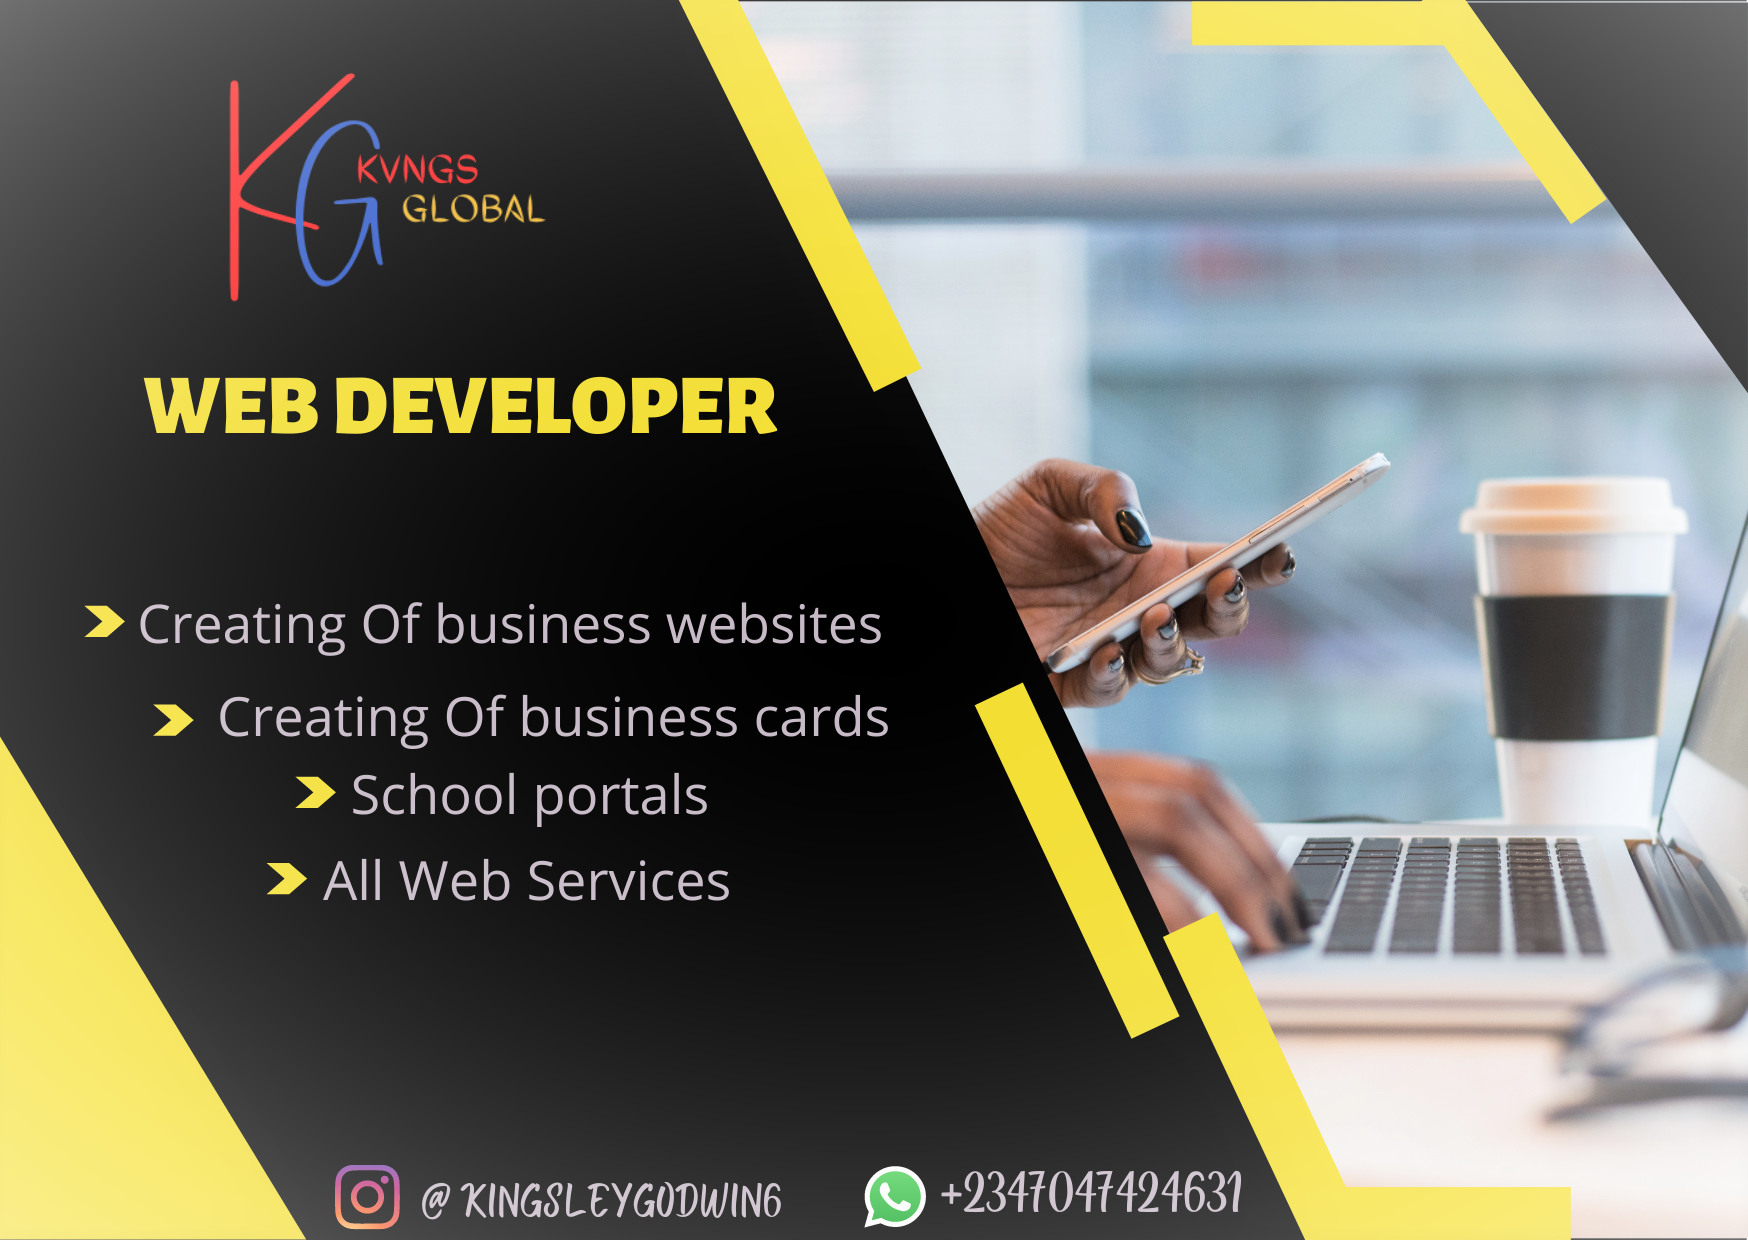 KG
KVNGS
GLOBAL
WEB DEVELOPER
Creating Of business websites
Creating Of business cards
School portals
All Web Services
@ KINGSLEYGODWIN6
+2347047424631